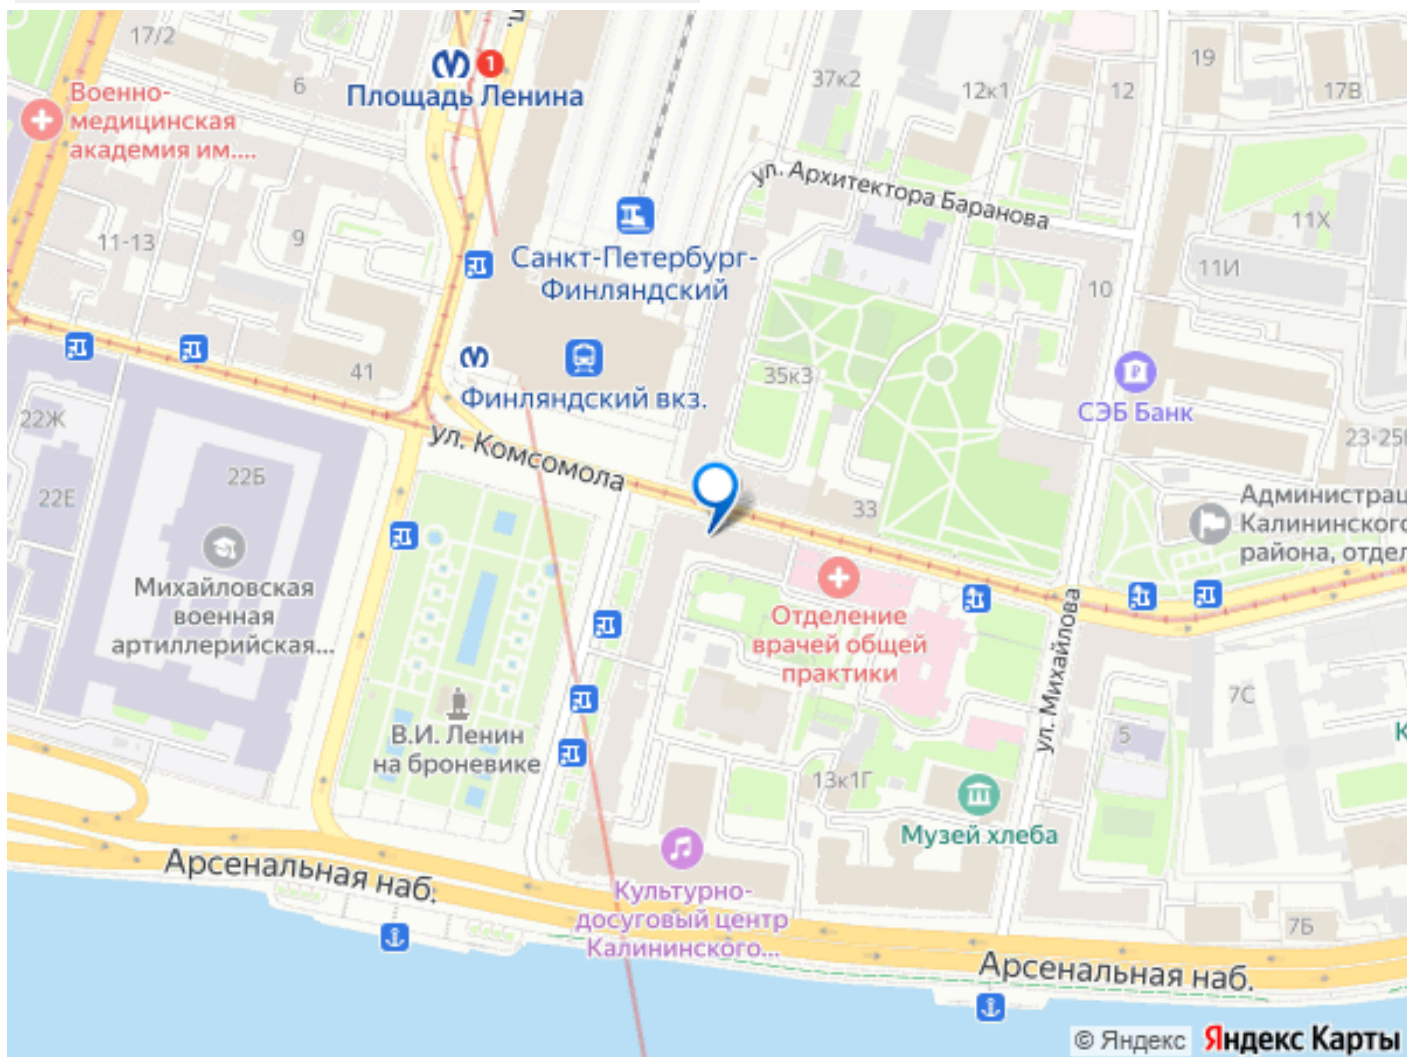 17/2
6
1
Площадь Ленина
Военно-
медицинская
академия им....
11-13
9
37к2
12к1
12
19
17В
ул. Архитектора Баранова
11Х
11И
10
Санкт-Петербург-
Финляндский
Финляндский вкз.
41
35к3
СЭБ Банк
22Ж
22Е
22Б
ул. Комсомола
33
Михайловская
военная
артиллерийская...
Отделение
врачей общей
практики
Администрац
Калининского
района, отдел
23-25
ул. Михайлова
В.И. Ленин
на броневике
13к1Г
Музей хлеба
5
7С
К
Арсенальная наб.
Культурно-
досуговый центр
Калининского...
7Б
Арсенальная наб.
© Яндекс Яндекс Карты